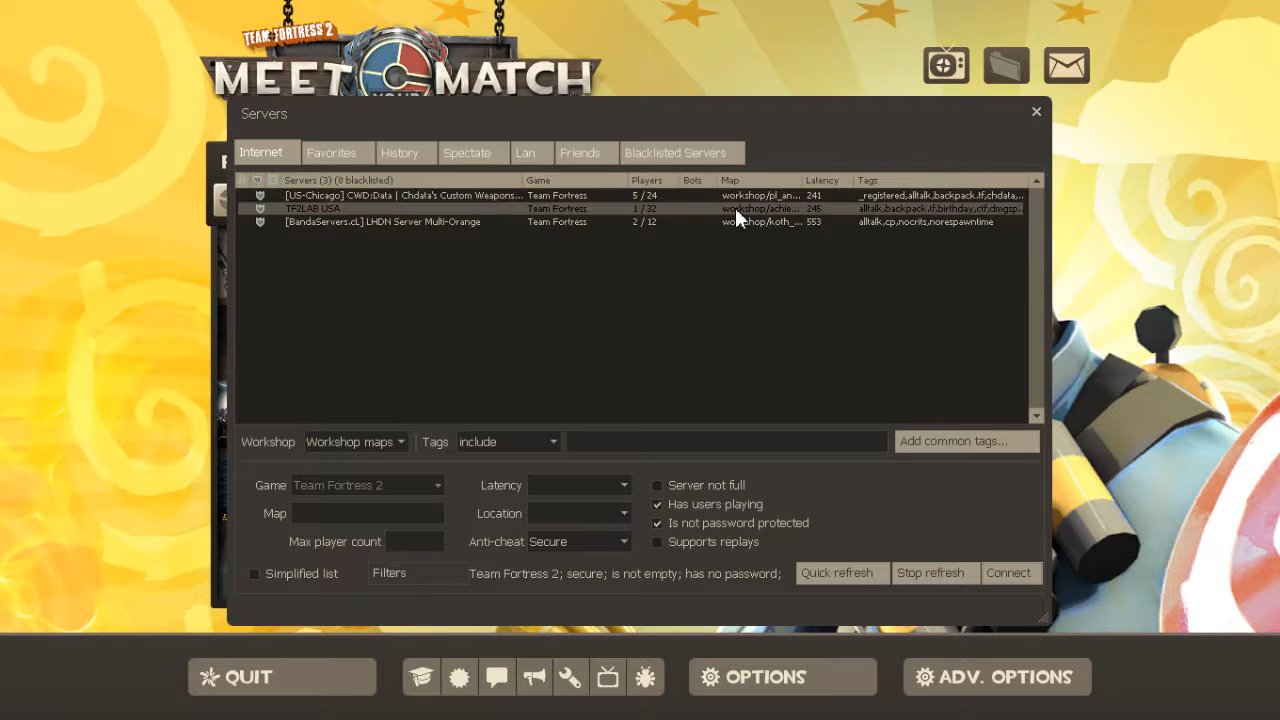 TEAM FORTRESS 2
MEET YOUR MATCH
Servers
Internet Favorites History Spectate Lan Friends Blacklisted Servers
Servers (3) (0 blacklisted) Game Players Bots Map Latency Tags
[US-Chicago] CWD:Data | Chdata's Custom Weapons... Team Fortress 5 / 24 workshop/pl_an... 241 _registered,alltalk,backpack.tf,chdata,...
TF2LAB USA Team Fortress 1 / 32 workshop/achie... 245 alltalk,backpack.tf,birthday,ctf,dmgsp...
[BandaServers.cL] LHDN Server Multi-Orange Team Fortress 2 / 12 workshop/koth_... 553 alltalk,cp,nocrits,norespawntime
Workshop Workshop maps Tags include Add common tags...
Game Team Fortress 2 Latency Server not full
Has users playing
Map Location
Is not password protected
Max player count Anti-cheat Secure Supports replays
Simplified list Filters Team Fortress 2; secure; is not empty; has no password; Quick refresh Stop refresh Connect
QUIT OPTIONS ADV. OPTIONS